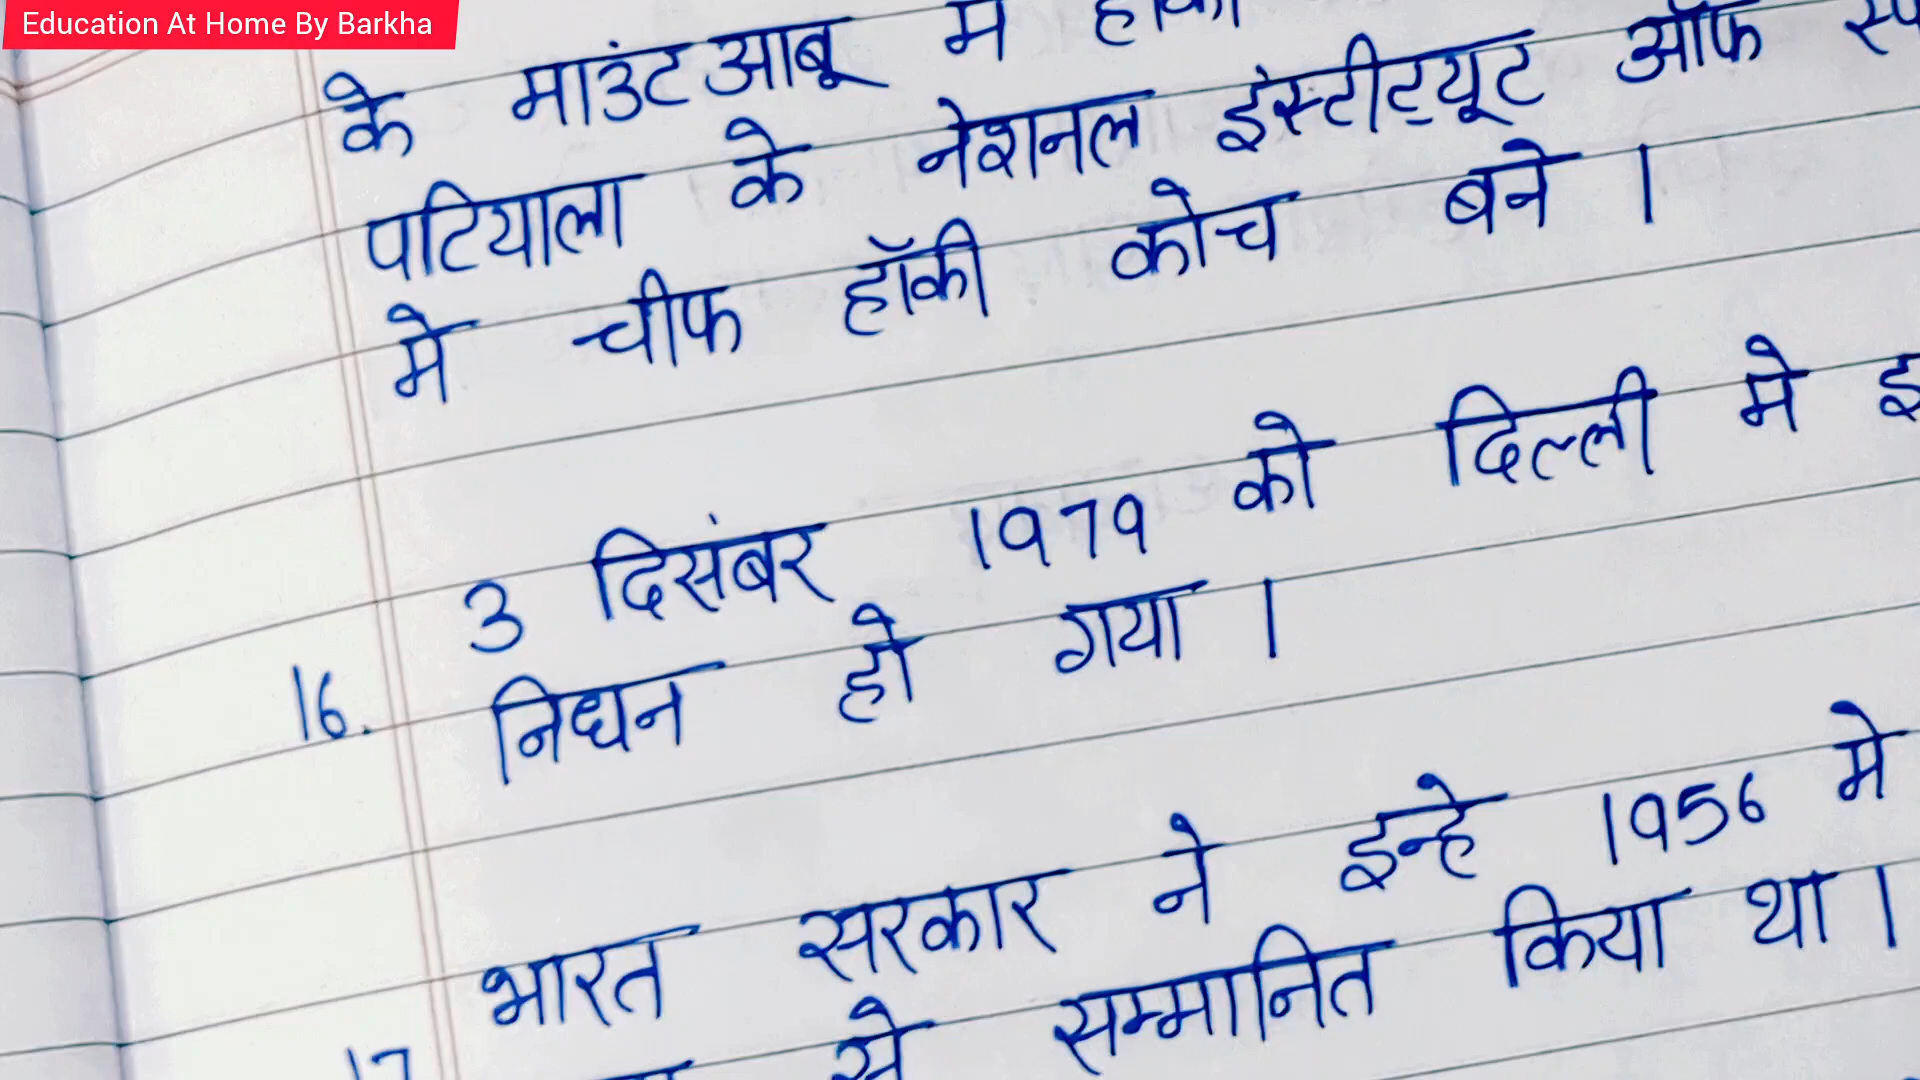 Education At Home By Barkha
के माउंट आबू मे
पटियाला के नेशनल इंस्टीट्यूट ऑफ
मे चीफ हॉकी कोच बने ।
16. 3 दिसंबर 1979 को दिल्ली मे
निधन हो गया ।
17 भारत सरकार ने इन्हे 1956 मे
से सम्मानित किया था ।